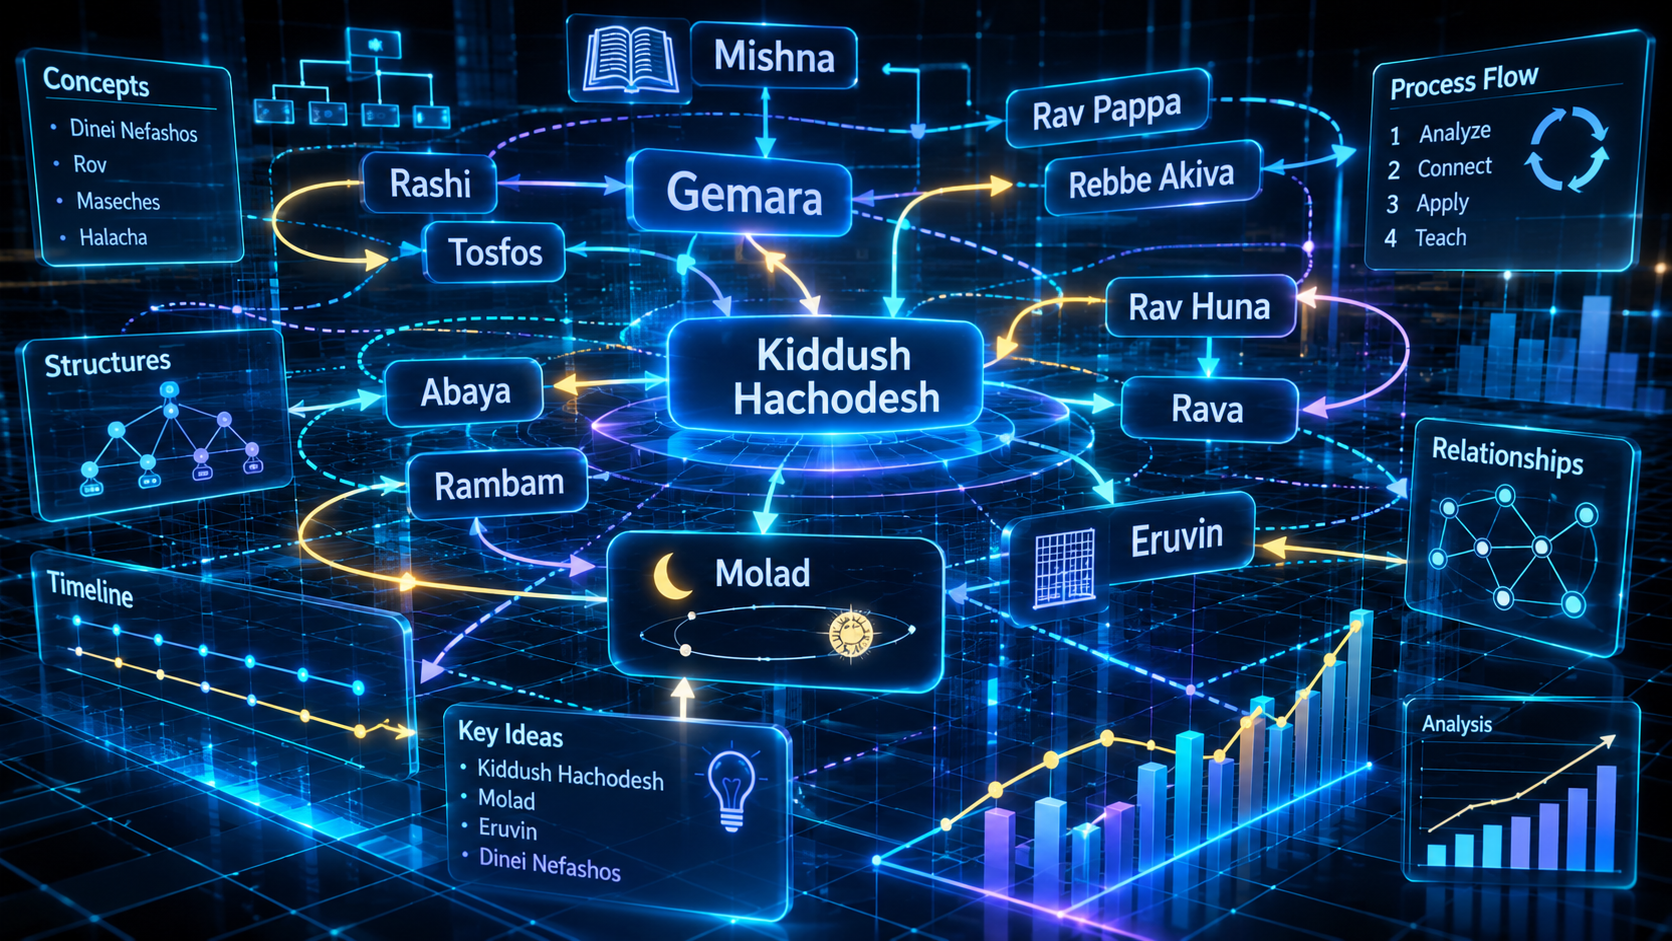 Concepts
• Dinei Nefashos
• Rov
• Maseches
• Halacha
Mishna
Rav Pappa
Rebbe Akiva
Process Flow
1 Analyze
2 Connect
3 Apply
4 Teach
Rashi
Gemara
Tosfos
Rav Huna
Kiddush
Hachodesh
Structures
Abaya
Rava
Rambam
Relationships
Eruvin
Molad
Timeline
Key Ideas
• Kiddush Hachodesh
• Molad
• Eruvin
• Dinei Nefashos
Analysis